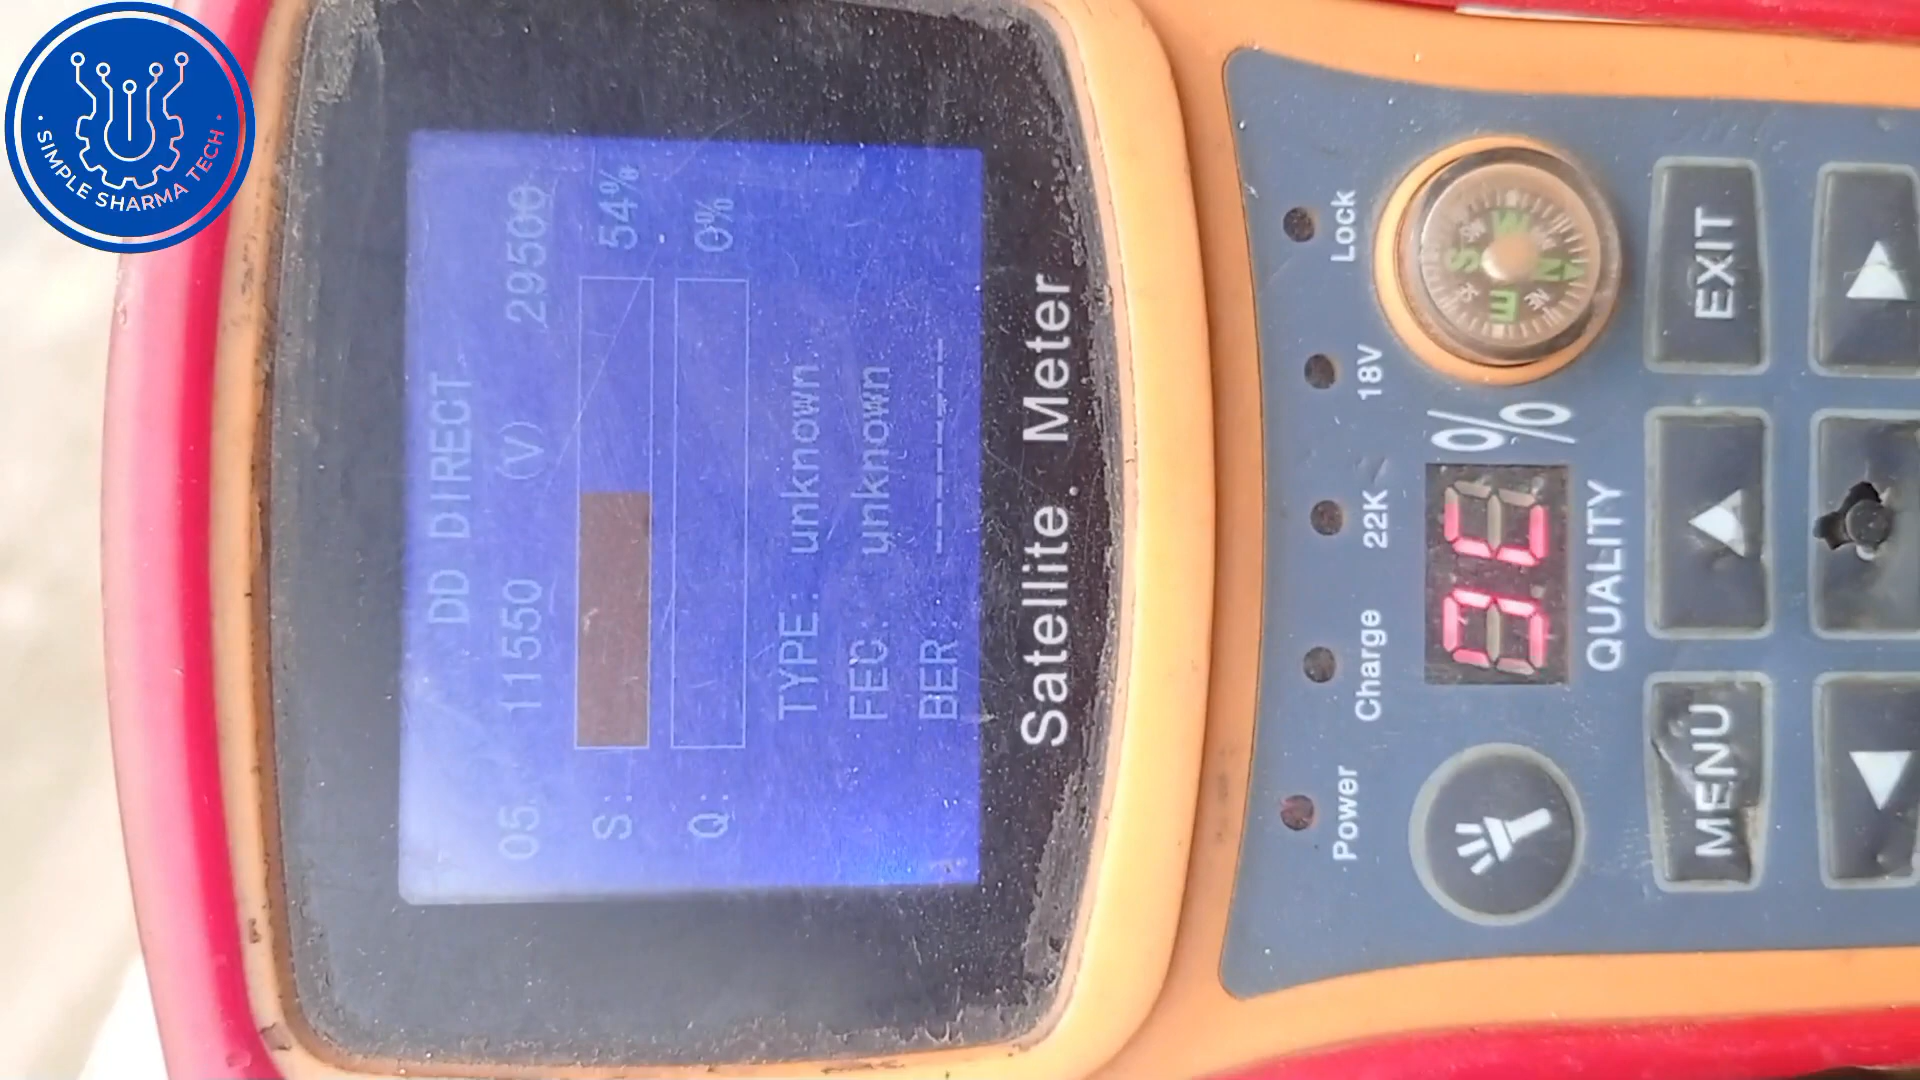 SIMPLE SHARMA TECH
DD DIRECT
05. 11550 (V) 29500
S: 54%
Q: 0%
TYPE: unknown
FEC: unknown
BER: -------
Satellite Meter
Power Charge 22K 18V Lock
%
QUALITY
MENU EXIT
S
E
N